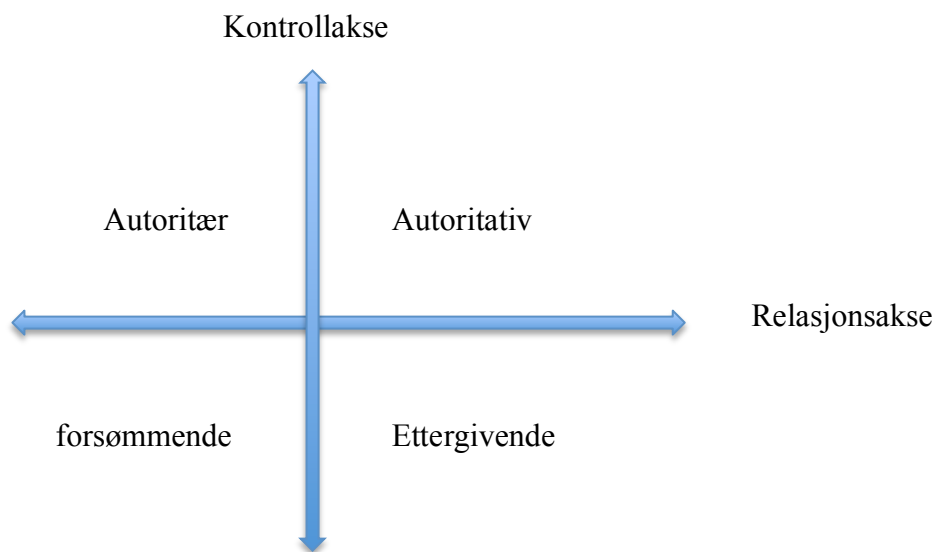 Kontrollakse
Autoritær
Autoritativ
Relasjonsakse
forsømmende
Ettergivende